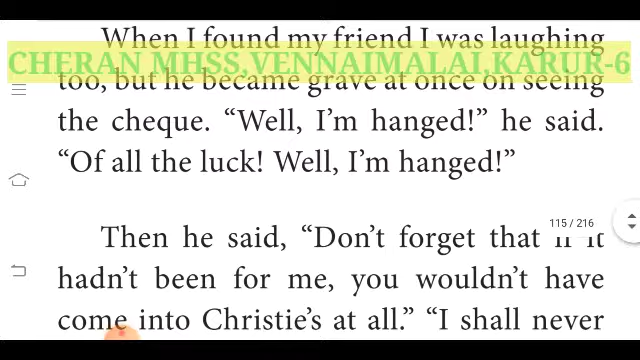 When I found my friend I was laughing
CHERAN MHSS,VENNAIMALAI,KARUR-6
too, but he became grave at once on seeing
the cheque. “Well, I’m hanged!” he said.
“Of all the luck! Well, I’m hanged!”
115 / 216
Then he said, “Don’t forget that if it
hadn’t been for me, you wouldn’t have
come into Christie’s at all.” “I shall never